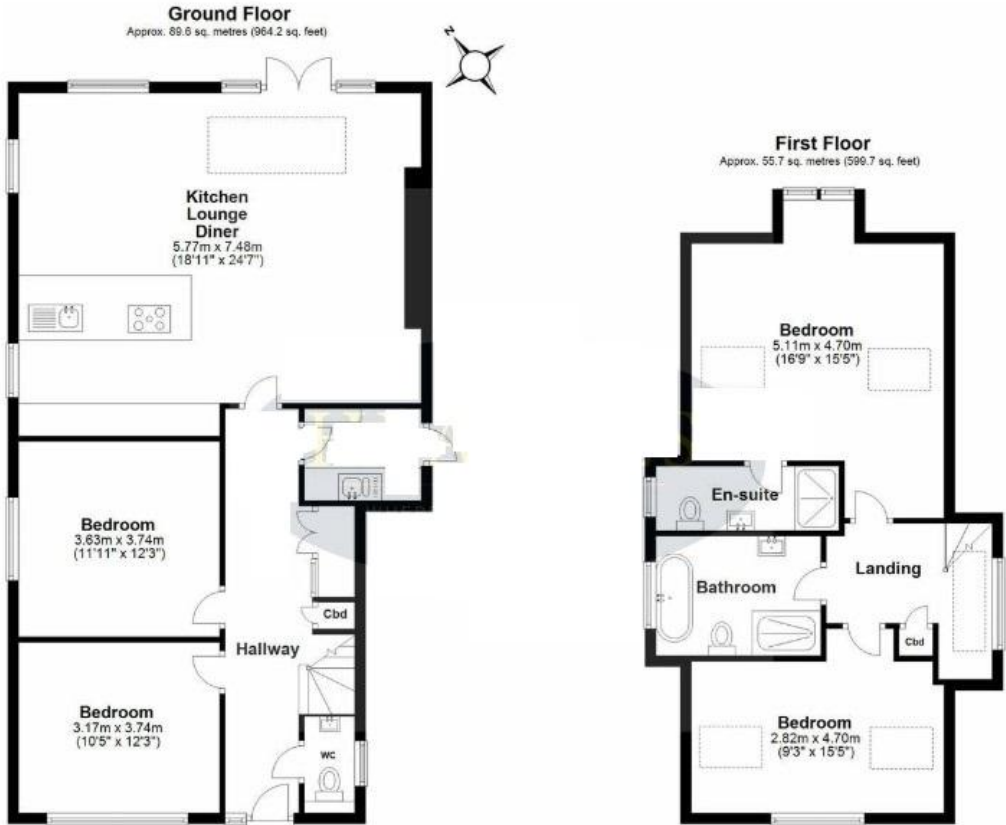 Ground Floor
Approx. 89.6 sq. metres (964.2 sq. feet)
N
Kitchen
Lounge
Diner
5.77m x 7.48m
(18'11" x 24'7")
Bedroom
3.63m x 3.74m
(11'11" x 12'3")
Cbd
Hallway
Bedroom
3.17m x 3.74m
(10'5" x 12'3")
WC
First Floor
Approx. 55.7 sq. metres (599.7 sq. feet)
Bedroom
5.11m x 4.70m
(16'9" x 15'5")
En-suite
Bathroom
Landing
Cbd
Bedroom
2.82m x 4.70m
(9'3" x 15'5")